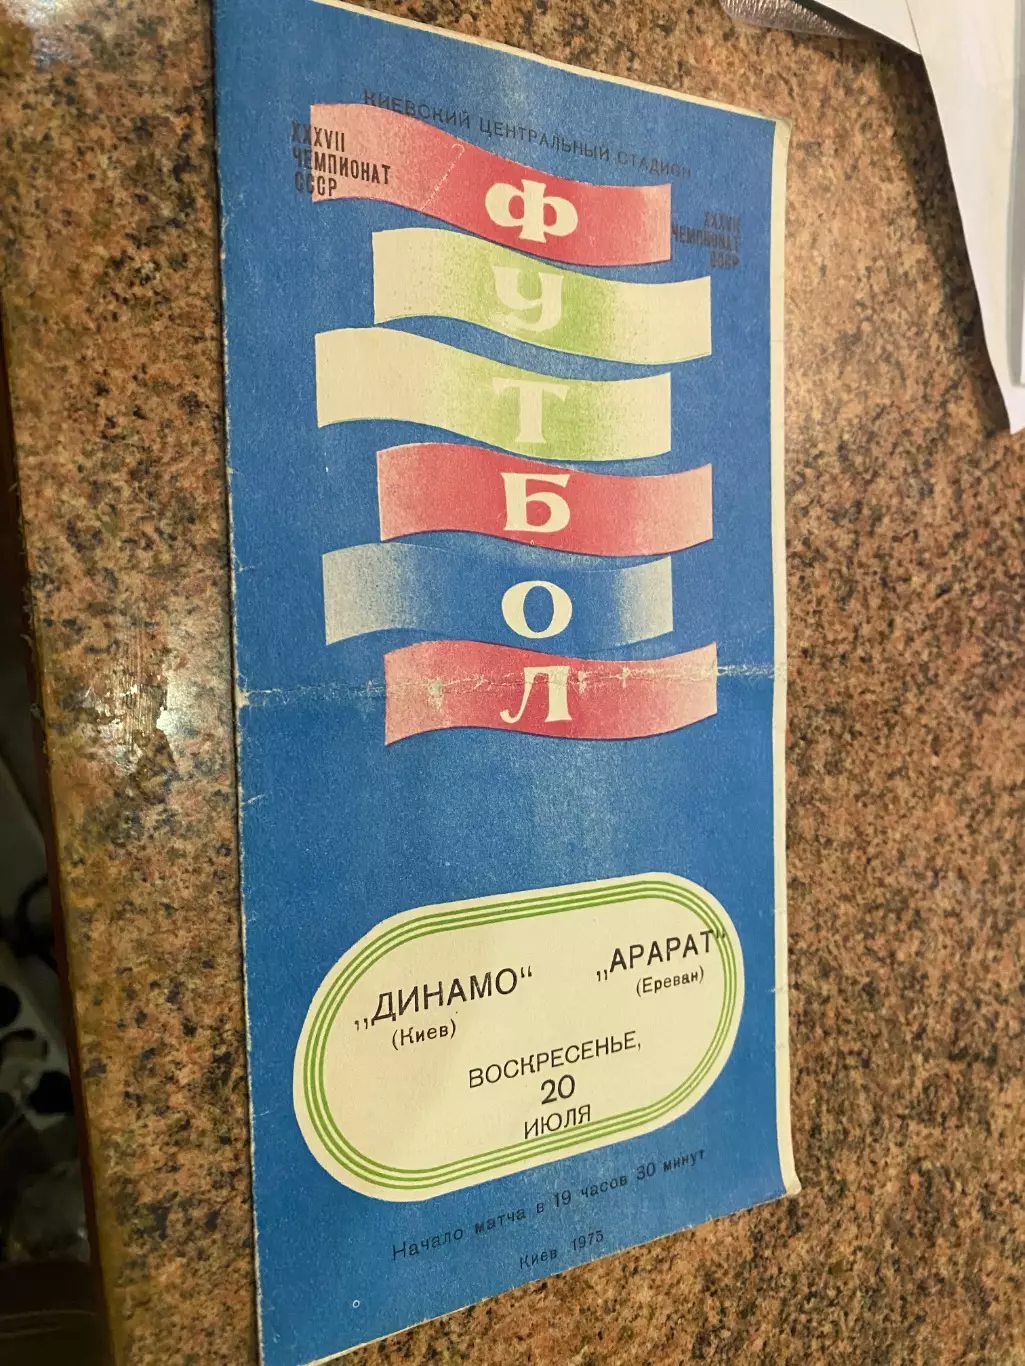 КИЕВСКИЙ ЦЕНТРАЛЬНЫЙ СТАДИОН
XXXVII
ЧЕМПИОНАТ
СССР
XXXVII
ЧЕМПИОНАТ
СССР
Ф
У
Т
Б
О
Л
„ДИНАМО“
(Киев)
„АРАРАТ“
(Ереван)
ВОСКРЕСЕНЬЕ,
20
ИЮЛЯ
Начало матча в 19 часов 30 минут
Киев 1975